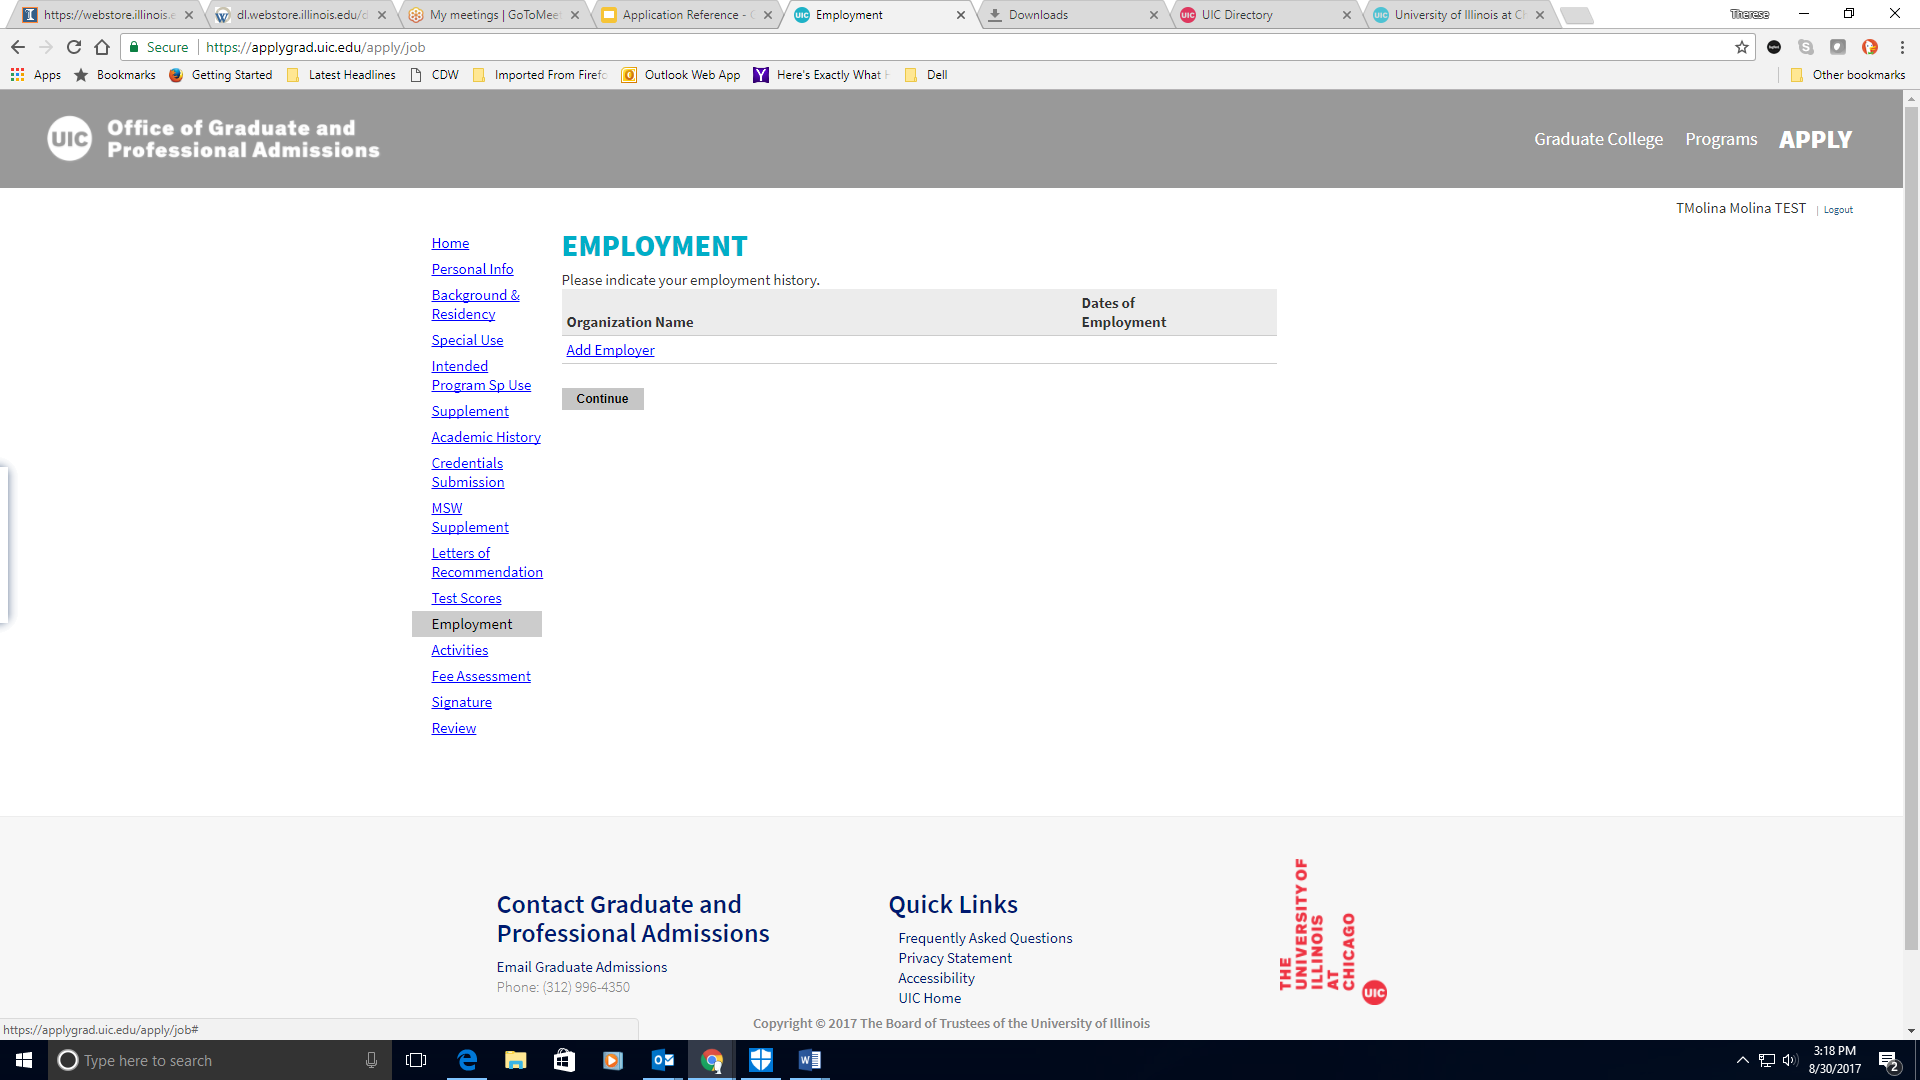 https://webstore.illinois.e
dl.webstore.illinois.edu/d
My meetings | GoToMeet
Application Reference - G
Employment
Downloads
UIC Directory
University of Illinois at Ch
Therese
Secure
https://applygrad.uic.edu/apply/job
Apps
Bookmarks
Getting Started
Latest Headlines
CDW
Imported From Firefo
Outlook Web App
Here's Exactly What H
Dell
Other bookmarks
UIC
Office of Graduate and
Professional Admissions
Graduate College
Programs
APPLY
TMolina Molina TEST | Logout
Home
Personal Info
Background &
Residency
Special Use
Intended
Program Sp Use
Supplement
Academic History
Credentials
Submission
MSW
Supplement
Letters of
Recommendation
Test Scores
Employment
Activities
Fee Assessment
Signature
Review
EMPLOYMENT
Please indicate your employment history.
Organization Name
Dates of
Employment
Add Employer
Continue
Contact Graduate and
Professional Admissions
Email Graduate Admissions
Phone: (312) 996-4350
Quick Links
Frequently Asked Questions
Privacy Statement
Accessibility
UIC Home
THE
UNIVERSITY OF
ILLINOIS
AT
CHICAGO
UIC
Copyright © 2017 The Board of Trustees of the University of Illinois
https://applygrad.uic.edu/apply/job#
Type here to search
3:18 PM
8/30/2017
2